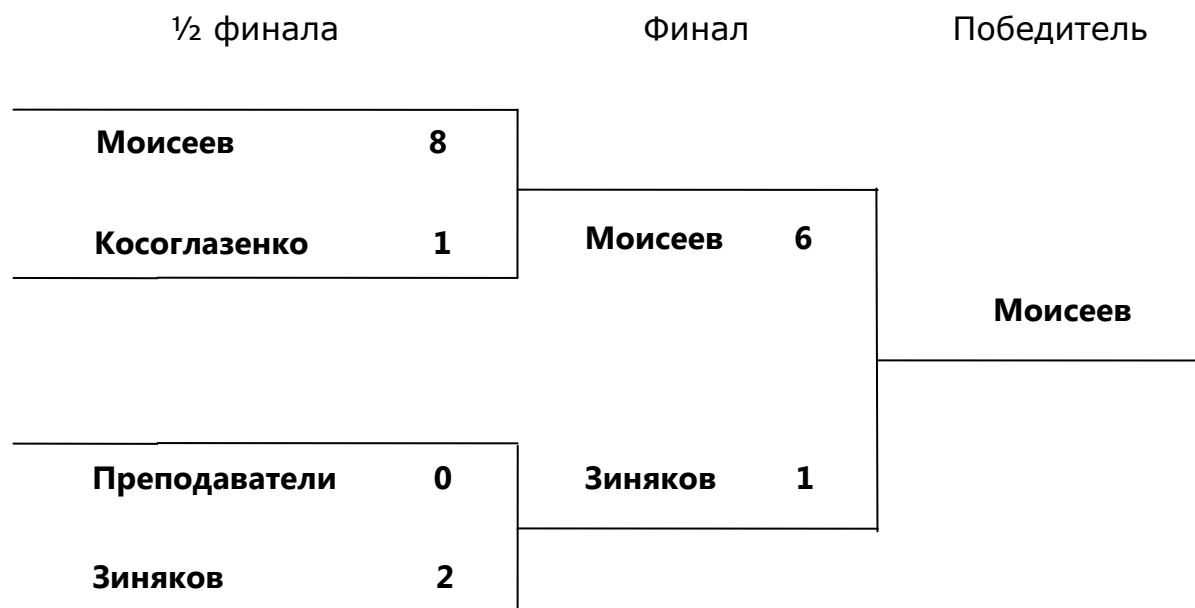 ½ финала Финал Победитель
Моисеев 8
Косоглазенко 1
Моисеев 6
Моисеев
Преподаватели 0
Зиняков 1
Зиняков 2